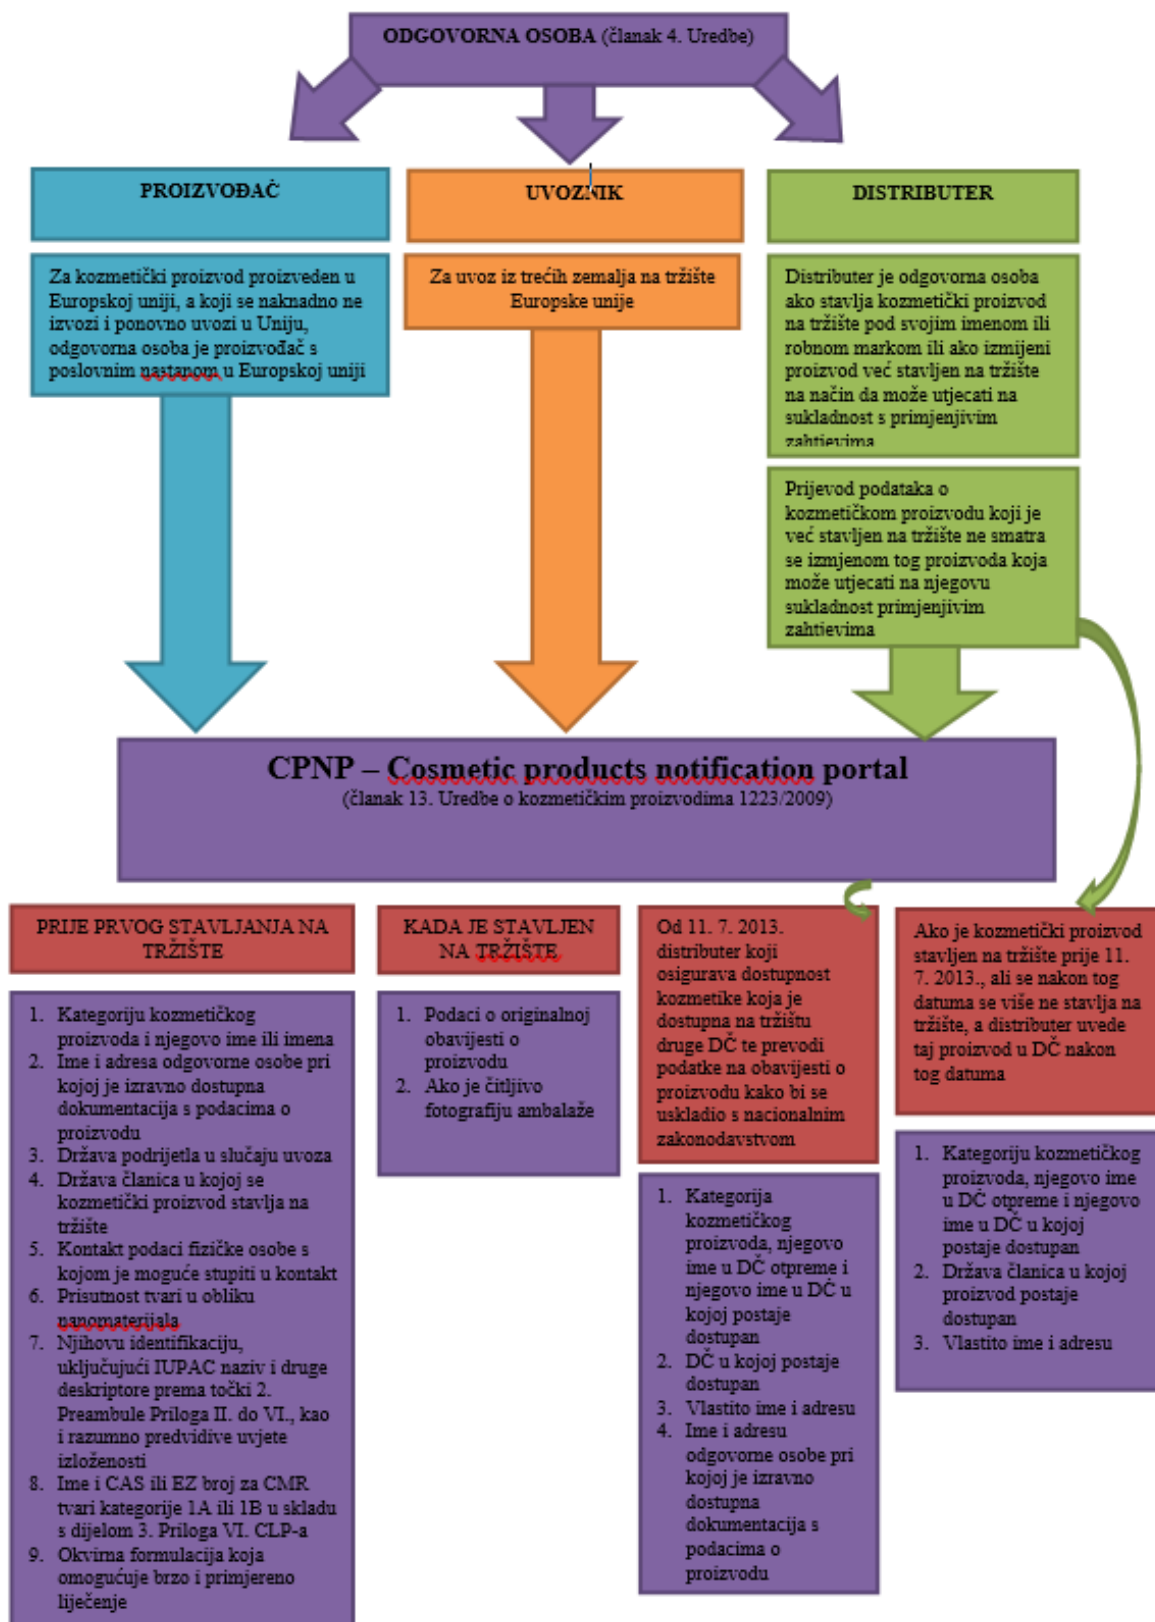 ODGOVORNA OSOBA (članak 4. Uredbe)
PROIZVOĐAČ
Za kozmetički proizvod proizveden u
Europskoj uniji, a koji se naknadno ne
izvozi i ponovno uvozi u Uniju,
odgovorna osoba je proizvođač s
poslovnim nastanom u Europskoj uniji
UVOZNIK
Za uvoz iz trećih zemalja na tržište
Europske unije
DISTRIBUTER
Distributer je odgovorna osoba
ako stavlja kozmetički proizvod
na tržište pod svojim imenom ili
robnom markom ili ako izmijeni
proizvod već stavljen na tržište
na način da može utjecati na
sukladnost s primjenjivim
zahtjevima
Prijevod podataka o
kozmetičkom proizvodu koji je
već stavljen na tržište ne smatra
se izmjenom tog proizvoda koja
može utjecati na njegovu
sukladnost primjenjivim
zahtjevima
CPNP – Cosmetic products notification portal
(članak 13. Uredbe o kozmetičkim proizvodima 1223/2009)
PRIJE PRVOG STAVLJANJA NA
TRŽIŠTE
1. Kategoriju kozmetičkog
proizvoda i njegovo ime ili imena
2. Ime i adresa odgovorne osobe pri
kojoj je izravno dostupna
dokumentacija s podacima o
proizvodu
3. Država podrijetla u slučaju uvoza
4. Država članica u kojoj se
kozmetički proizvod stavlja na
tržište
5. Kontakt podaci fizičke osobe s
kojom je moguće stupiti u kontakt
6. Prisutnost tvari u obliku
nanomaterijala
7. Njihovu identifikaciju,
uključujući IUPAC naziv i druge
deskriptore prema točki 2.
Preambule Priloga II. do VI., kao
i razumno predvidive uvjete
izloženosti
8. Ime i CAS ili EZ broj za CMR
tvari kategorije 1A ili 1B u skladu
s dijelom 3. Priloga VI. CLP-a
9. Okvirna formulacija koja
omogućuje brzo i primjereno
liječenje
KADA JE STAVLJEN
NA TRŽIŠTE
1. Podaci o originalnoj
obavijesti o
proizvodu
2. Ako je čitljivo
fotografiju ambalaže
Od 11. 7. 2013.
distributer koji
osigurava dostupnost
kozmetike koja je
dostupna na tržištu
druge DČ te prevodi
podatke na obavijesti o
proizvodu kako bi se
uskladio s nacionalnim
zakonodavstvom
1. Kategorija
kozmetičkog
proizvoda, njegovo
ime u DČ otpreme i
njegovo ime u DČ u
kojoj postaje
dostupan
2. DČ u kojoj postaje
dostupan
3. Vlastito ime i adresu
4. Ime i adresu
odgovorne osobe pri
kojoj je izravno
dostupna
dokumentacija s
podacima o
proizvodu
Ako je kozmetički proizvod
stavljen na tržište prije 11.
7. 2013., ali se nakon tog
datuma se više ne stavlja na
tržište, a distributer uvede
taj proizvod u DČ nakon
tog datuma
1. Kategoriju kozmetičkog
proizvoda, njegovo ime
u DČ otpreme i njegovo
ime u DČ u kojoj
postaje dostupan
2. Država članica u kojoj
proizvod postaje
dostupan
3. Vlastito ime i adresu